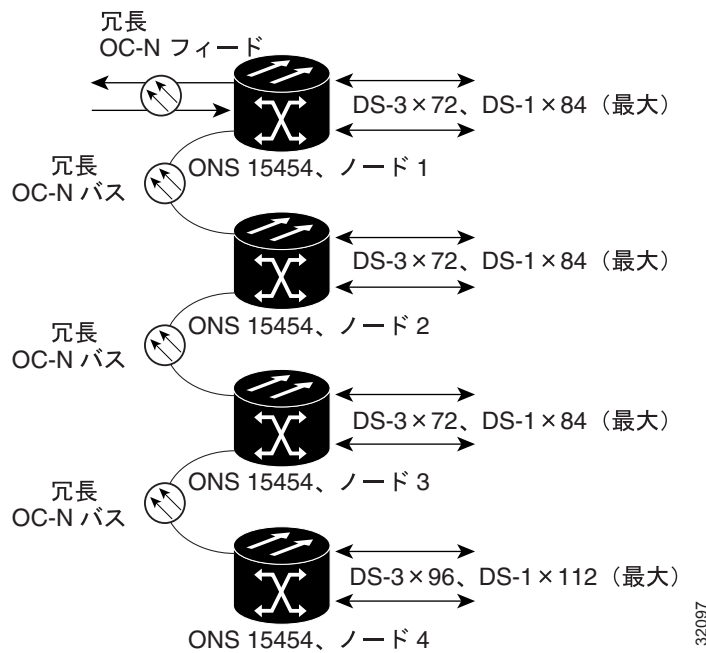 冗長
OC-N フィード
DS-3×72、DS-1×84（最大）
ONS 15454、ノード 1
冗長
OC-N バス
DS-3×72、DS-1×84（最大）
ONS 15454、ノード 2
冗長
OC-N バス
DS-3×72、DS-1×84（最大）
ONS 15454、ノード 3
冗長
OC-N バス
DS-3×96、DS-1×112（最大）
ONS 15454、ノード 4
32097